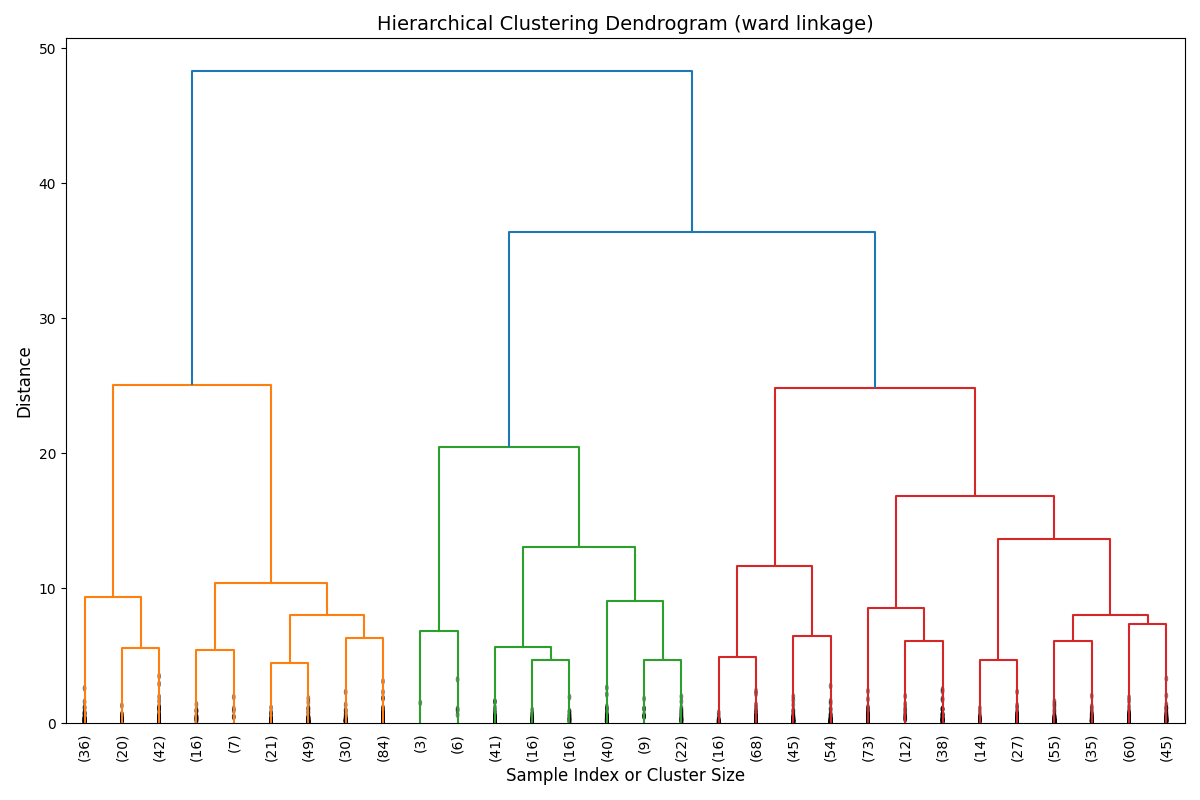 Hierarchical Clustering Dendrogram (ward linkage)
50
40
30
20
10
0
Distance
(36) (20) (42) (16) (7) (21) (49) (30) (84) (3) (6) (41) (16) (16) (40) (9) (22) (16) (68) (45) (54) (73) (12) (38) (14) (27) (55) (35) (60) (45)
Sample Index or Cluster Size